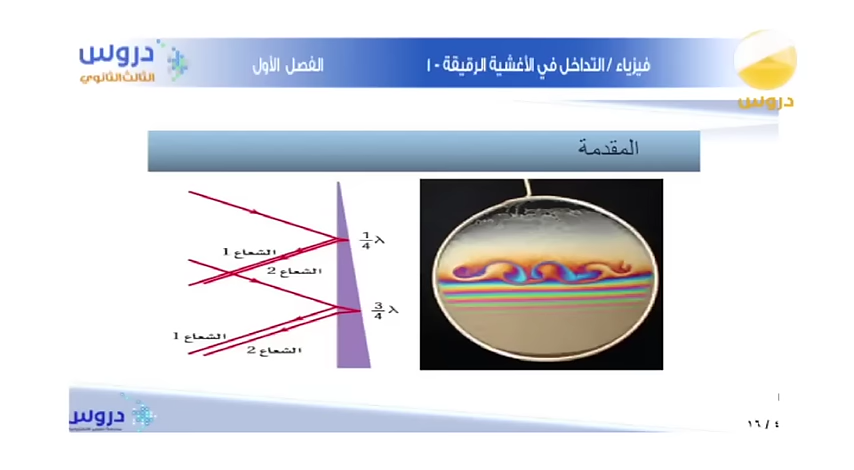 دروس
الثالث الثانوي
الفصل الأول
فيزياء / التداخل في الأغشية الرقيقة - ١
دروس
المقدمة
1/4 λ
الشعاع 1
الشعاع 2
3/4 λ
الشعاع 1
الشعاع 2
دروس
١٦ / ٤